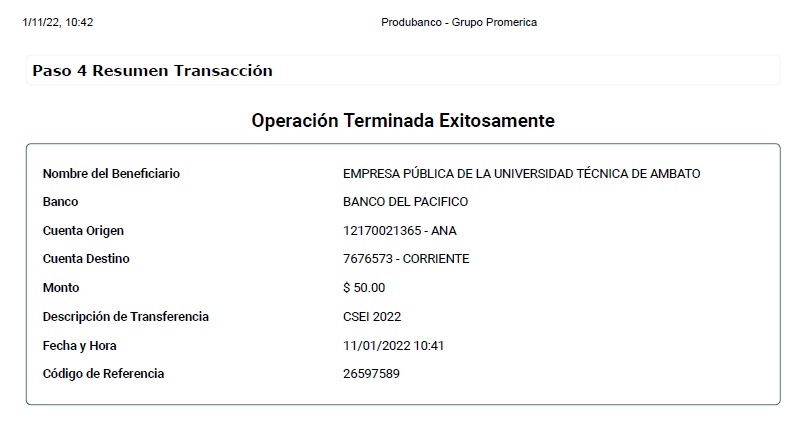 1/11/22, 10:42 Produbanco - Grupo Promerica
Paso 4 Resumen Transacción
Operación Terminada Exitosamente
Nombre del Beneficiario EMPRESA PÚBLICA DE LA UNIVERSIDAD TÉCNICA DE AMBATO
Banco BANCO DEL PACIFICO
Cuenta Origen 12170021365 - ANA
Cuenta Destino 7676573 - CORRIENTE
Monto $ 50.00
Descripción de Transferencia CSEI 2022
Fecha y Hora 11/01/2022 10:41
Código de Referencia 26597589